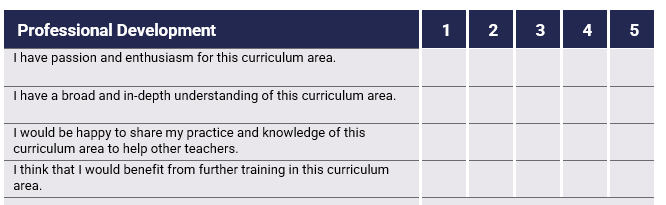 Professional Development 1 2 3 4 5
I have passion and enthusiasm for this curriculum area.
I have a broad and in-depth understanding of this curriculum area.
I would be happy to share my practice and knowledge of this
curriculum area to help other teachers.
I think that I would benefit from further training in this curriculum
area.